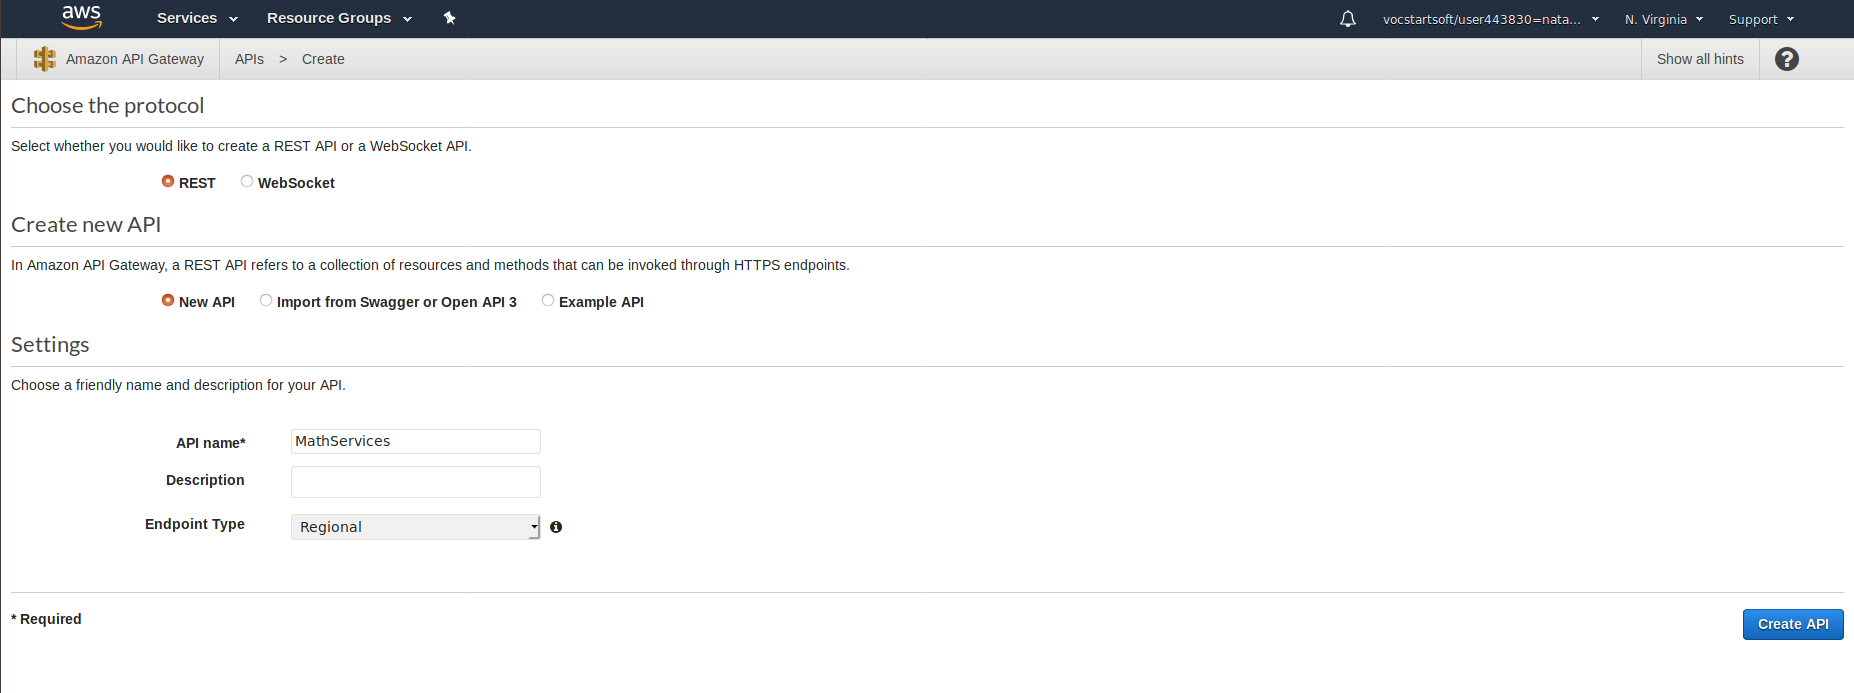 aws Services Resource Groups vocstartsoft/user443830=nata... N. Virginia Support
Amazon API Gateway APIs > Create Show all hints ?
Choose the protocol
Select whether you would like to create a REST API or a WebSocket API.
REST WebSocket
Create new API
In Amazon API Gateway, a REST API refers to a collection of resources and methods that can be invoked through HTTPS endpoints.
New API Import from Swagger or Open API 3 Example API
Settings
Choose a friendly name and description for your API.
API name* MathServices
Description
Endpoint Type Regional
* Required Create API